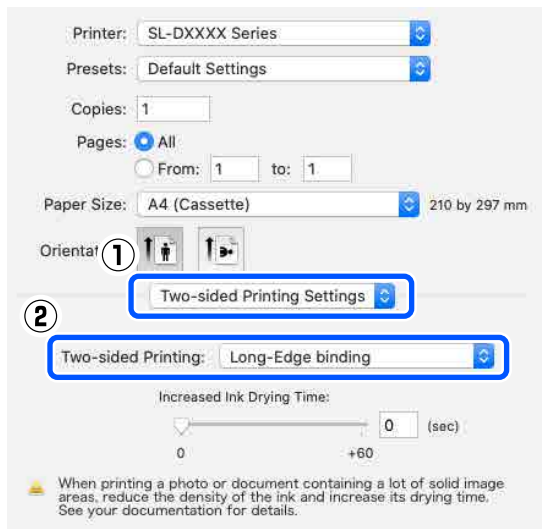 Printer: SL-DXXXX Series
Presets: Default Settings
Copies: 1
Pages: All
From: 1 to: 1
Paper Size: A4 (Cassette) 210 by 297 mm
Orientat
1
Two-sided Printing Settings
2
Two-sided Printing: Long-Edge binding
Increased Ink Drying Time:
0 (sec)
0 +60
When printing a photo or document containing a lot of solid image
areas, reduce the density of the ink and increase its drying time.
See your documentation for details.